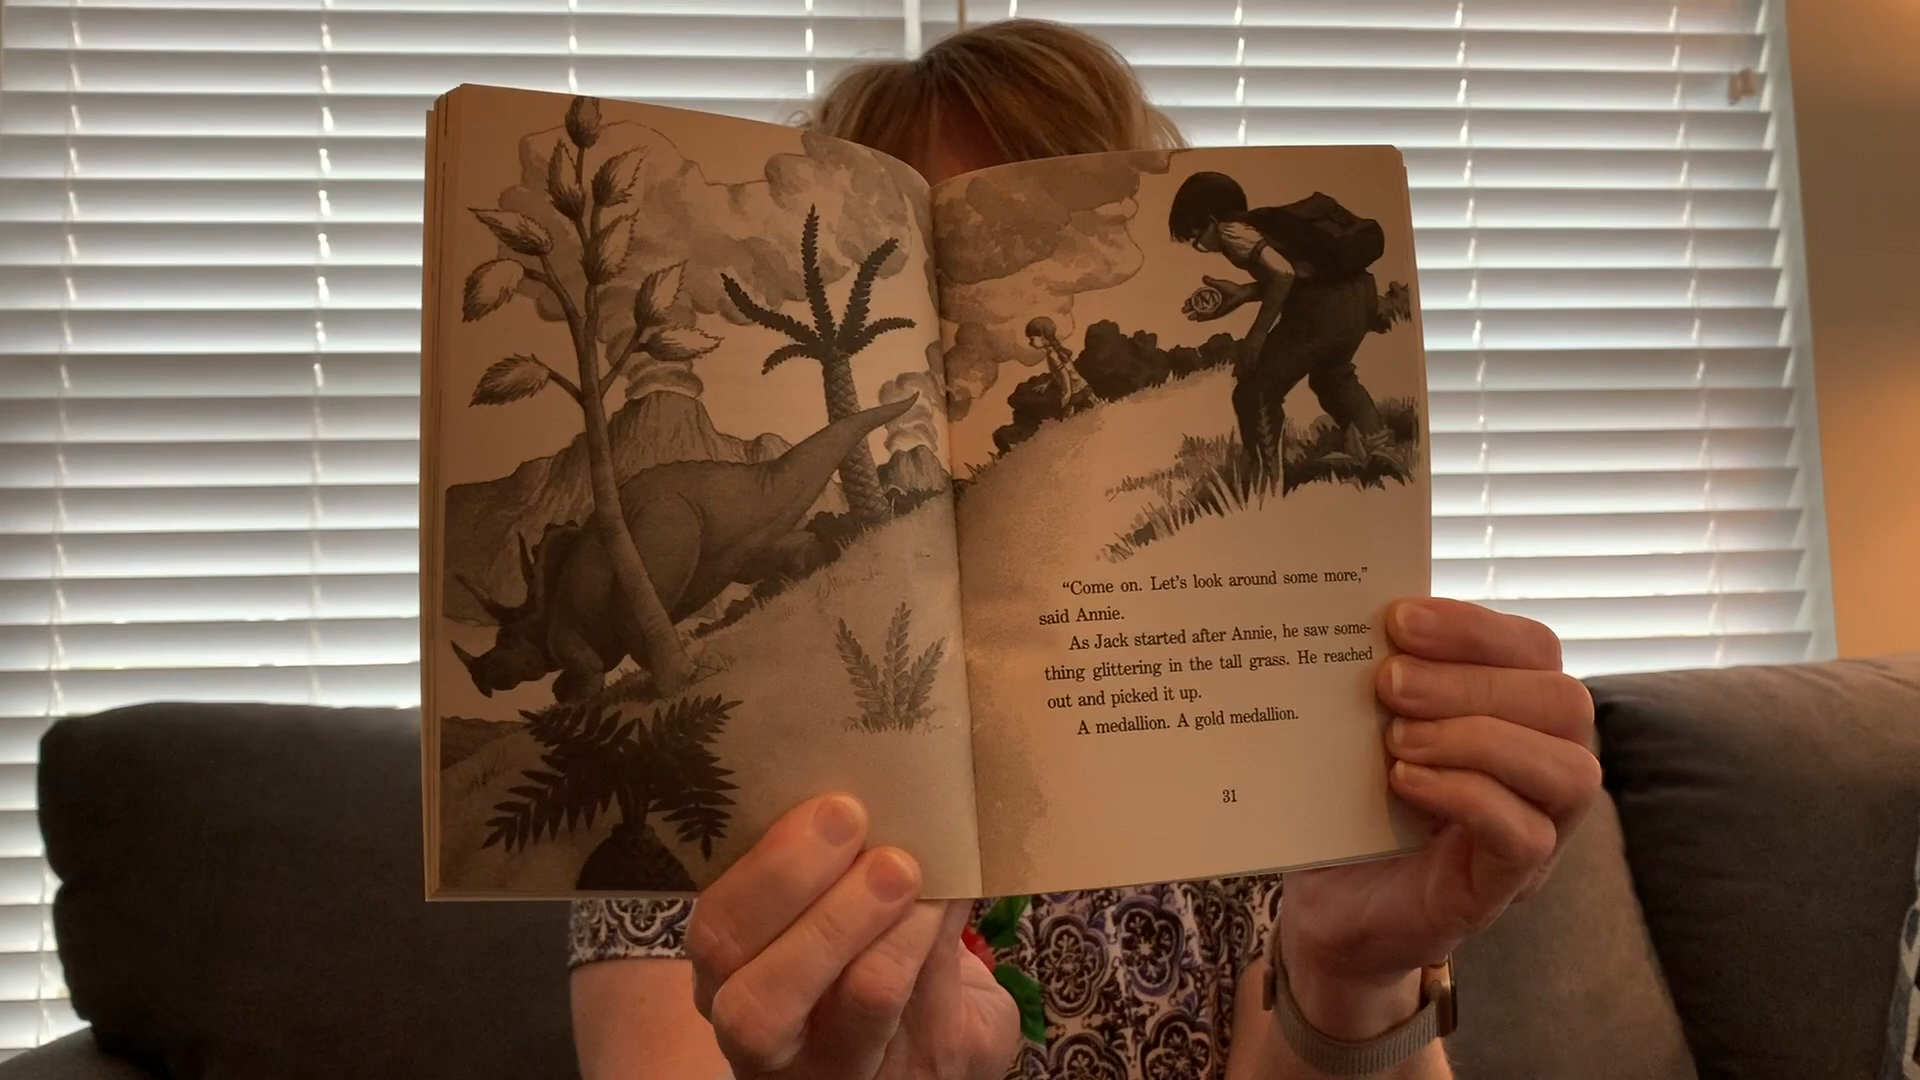 M
“Come on. Let’s look around some more,”
said Annie.
As Jack started after Annie, he saw some-
thing glittering in the tall grass. He reached
out and picked it up.
A medallion. A gold medallion.
31